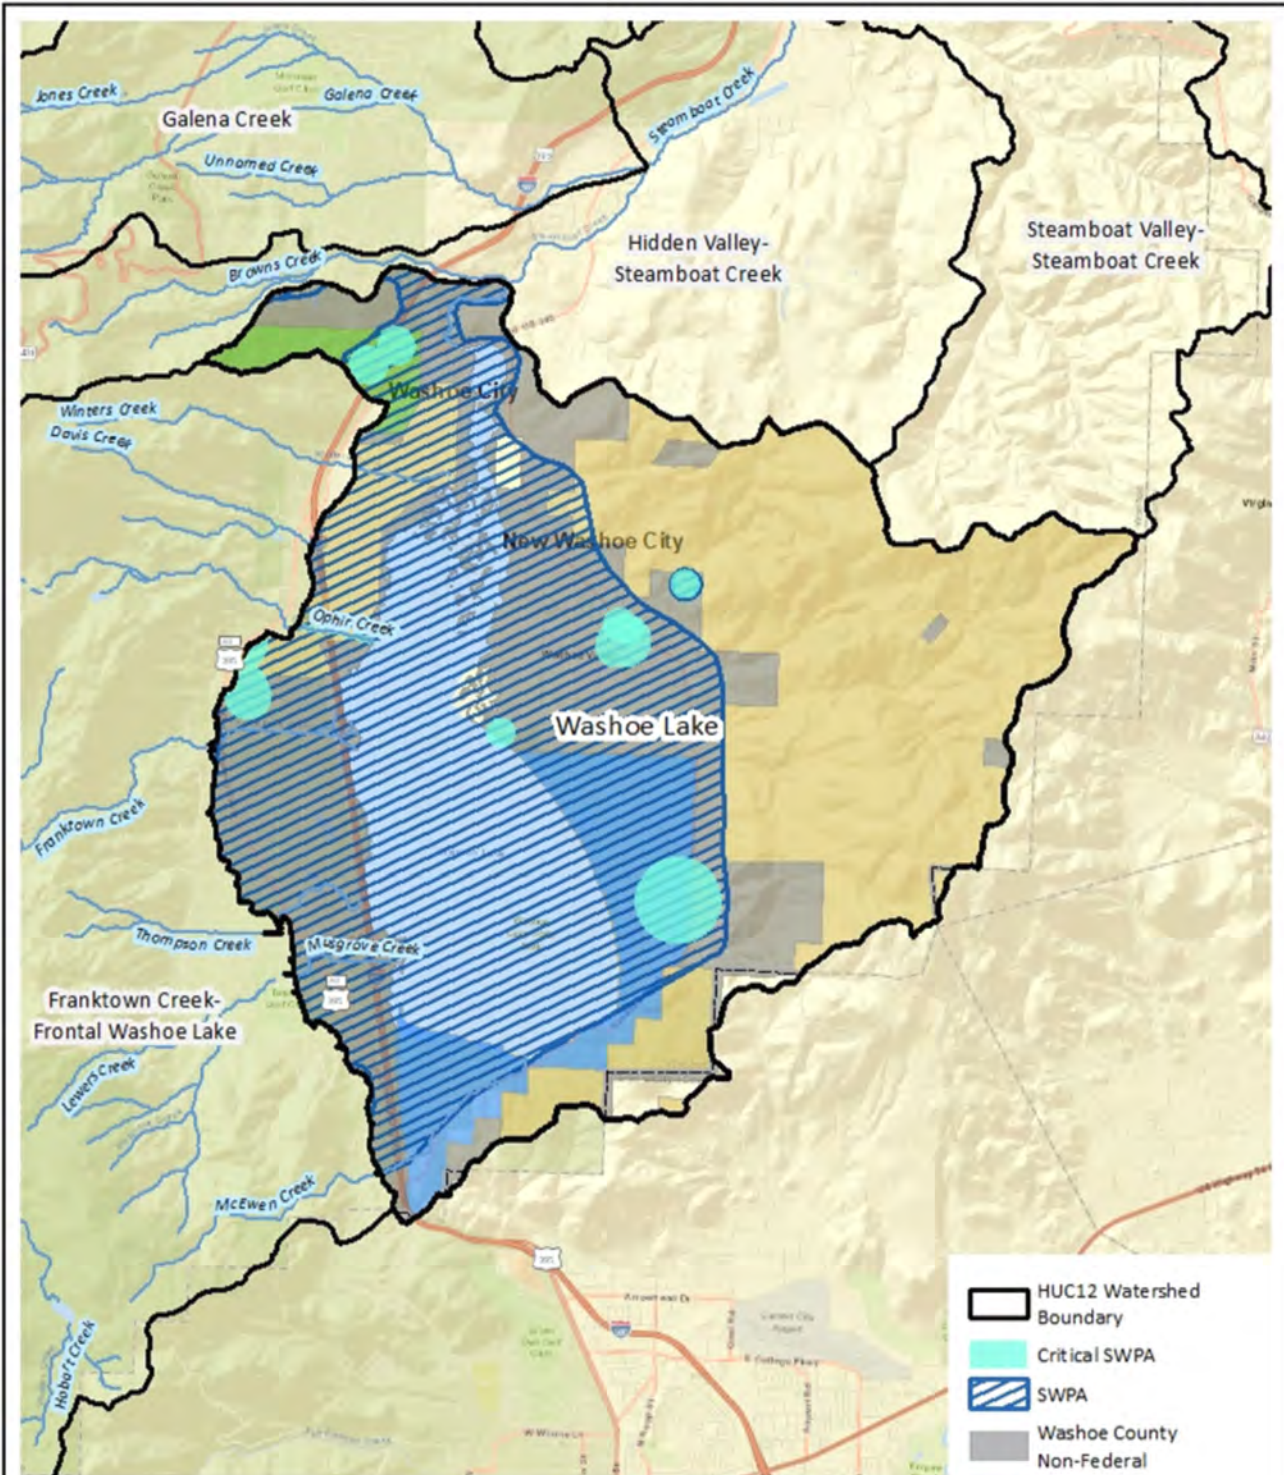 Jones Creek
Galena Creek
Galena Creek
Unnamed Creek
Steamboat Creek
Hidden Valley-
Steamboat Creek
Steamboat Valley-
Steamboat Creek
Browns Creek
Washoe City
Winters Creek
Davis Creek
New Washoe City
Ophir Creek
395
Washoe Lake
Franktown Creek
Thompson Creek
Musgrove Creek
395
Franktown Creek-
Frontal Washoe Lake
Lewers Creek
McEwen Creek
395
Hobart Creek
HUC12 Watershed
Boundary
Critical SWPA
SWPA
Washoe County
Non-Federal